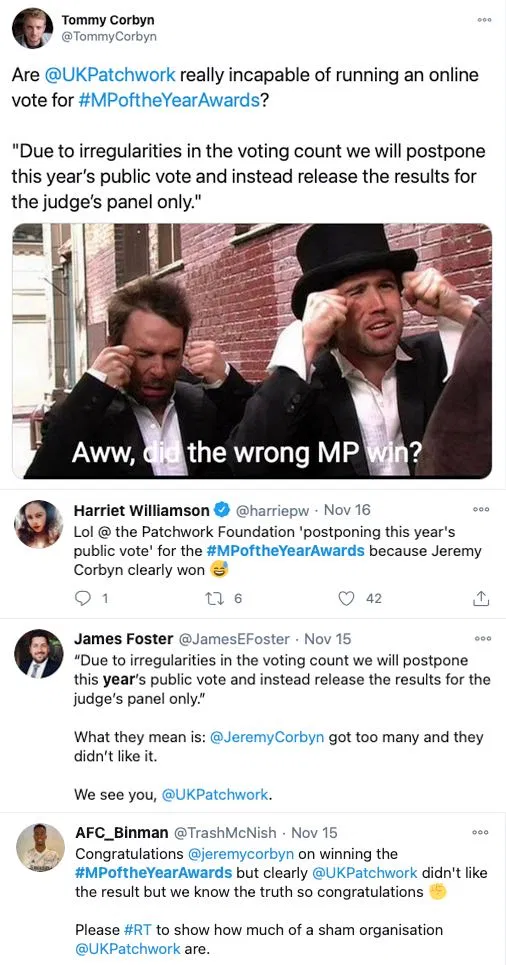 Tommy Corbyn
@TommyCorbyn
Are @UKPatchwork really incapable of running an online
vote for #MPoftheYearAwards?
"Due to irregularities in the voting count we will postpone
this year's public vote and instead release the results for
the judge's panel only."
Aww, did the wrong MP win?
Harriet Williamson @harriepw · Nov 16
Lol @ the Patchwork Foundation 'postponing this year's
public vote' for the #MPoftheYearAwards because Jeremy
Corbyn clearly won 😅
1 6 42
James Foster @JamesEFoster · Nov 15
“Due to irregularities in the voting count we will postpone
this year’s public vote and instead release the results for the
judge’s panel only.”
What they mean is: @JeremyCorbyn got too many and they
didn’t like it.
We see you, @UKPatchwork.
AFC_Binman @TrashMcNish · Nov 15
Congratulations @jeremycorbyn on winning the
#MPoftheYearAwards but clearly @UKPatchwork didn't like
the result but we know the truth so congratulations ✊
Please #RT to show how much of a sham organisation
@UKPatchwork are.